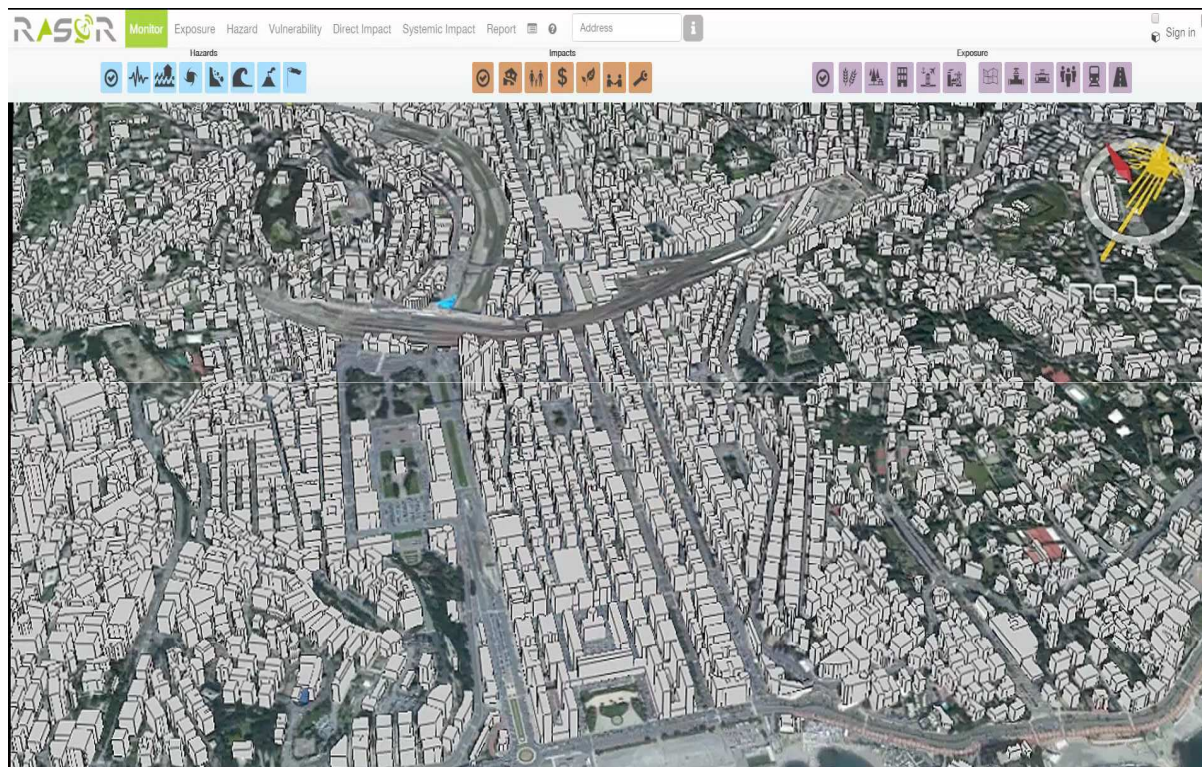 RASOR
Monitor Exposure Hazard Vulnerability Direct Impact Systemic Impact Report Address Sign in
Hazards Impacts Exposure